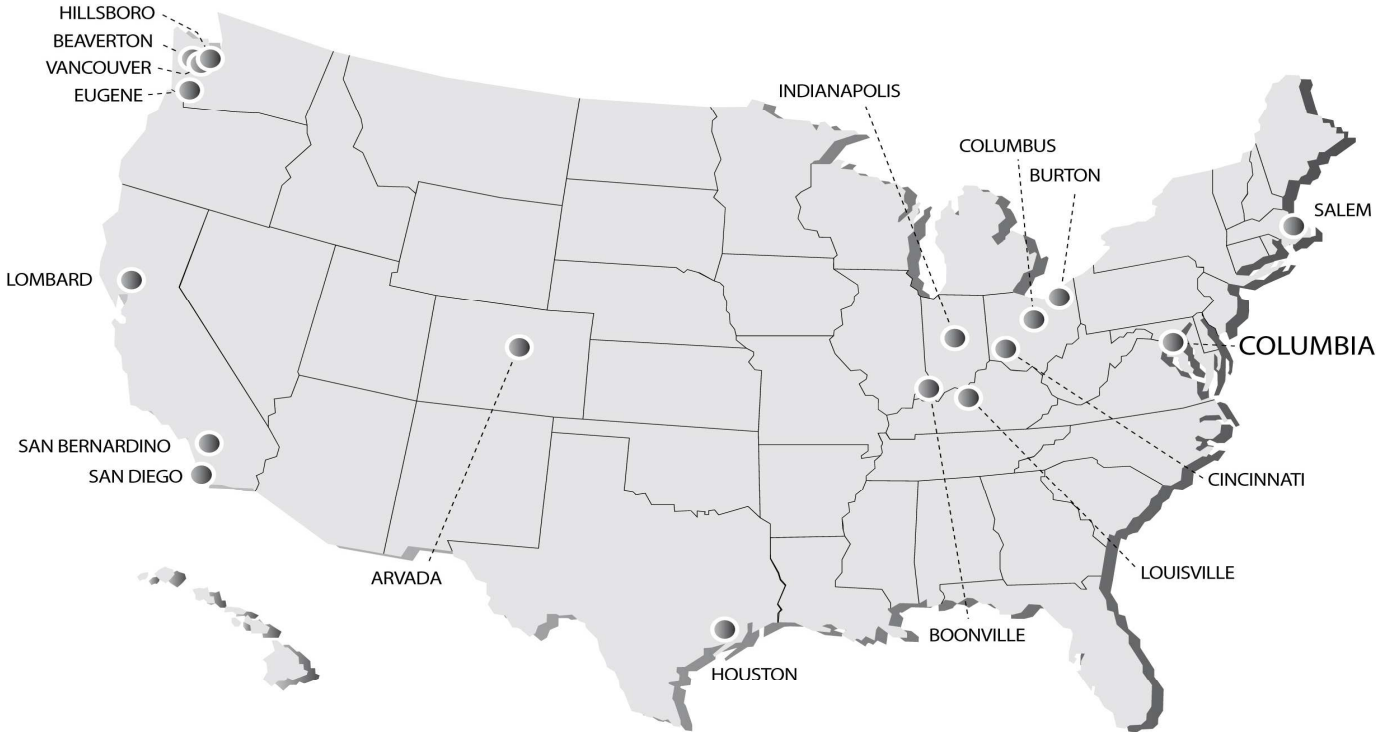 HILLSBORO
BEAVERTON
VANCOUVER
EUGENE
INDIANAPOLIS
COLUMBUS
BURTON
SALEM
LOMBARD
COLUMBIA
SAN BERNARDINO
SAN DIEGO
CINCINNATI
ARVADA
LOUISVILLE
BOONVILLE
HOUSTON